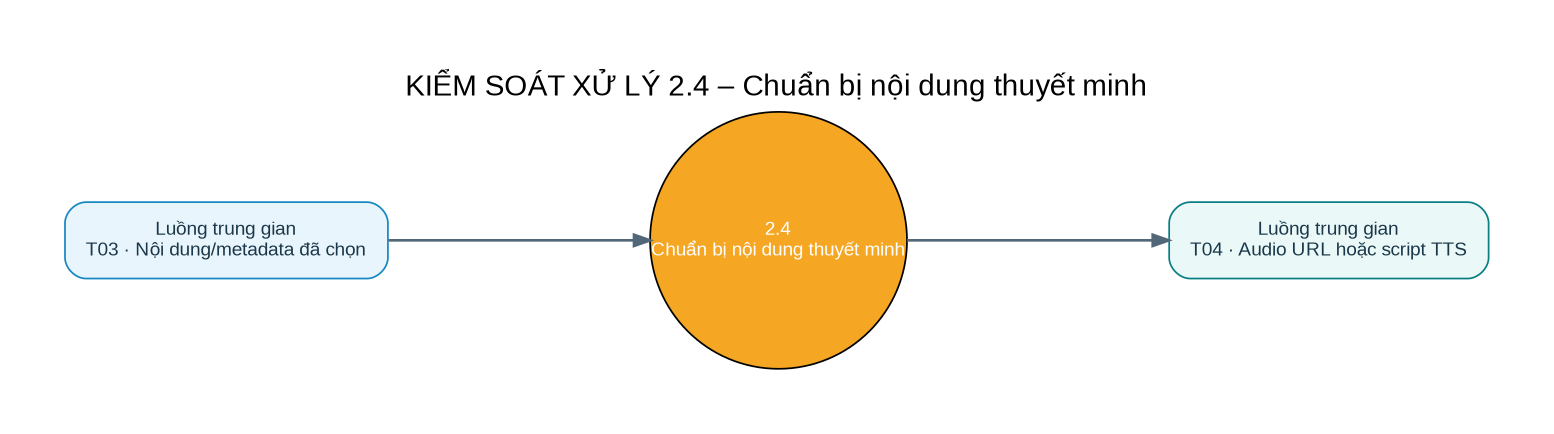 KIỂM SOÁT XỬ LÝ 2.4 – Chuẩn bị nội dung thuyết minh
Luồng trung gian
T03 · Nội dung/metadata đã chọn
2.4
Chuẩn bị nội dung thuyết minh
Luồng trung gian
T04 · Audio URL hoặc script TTS